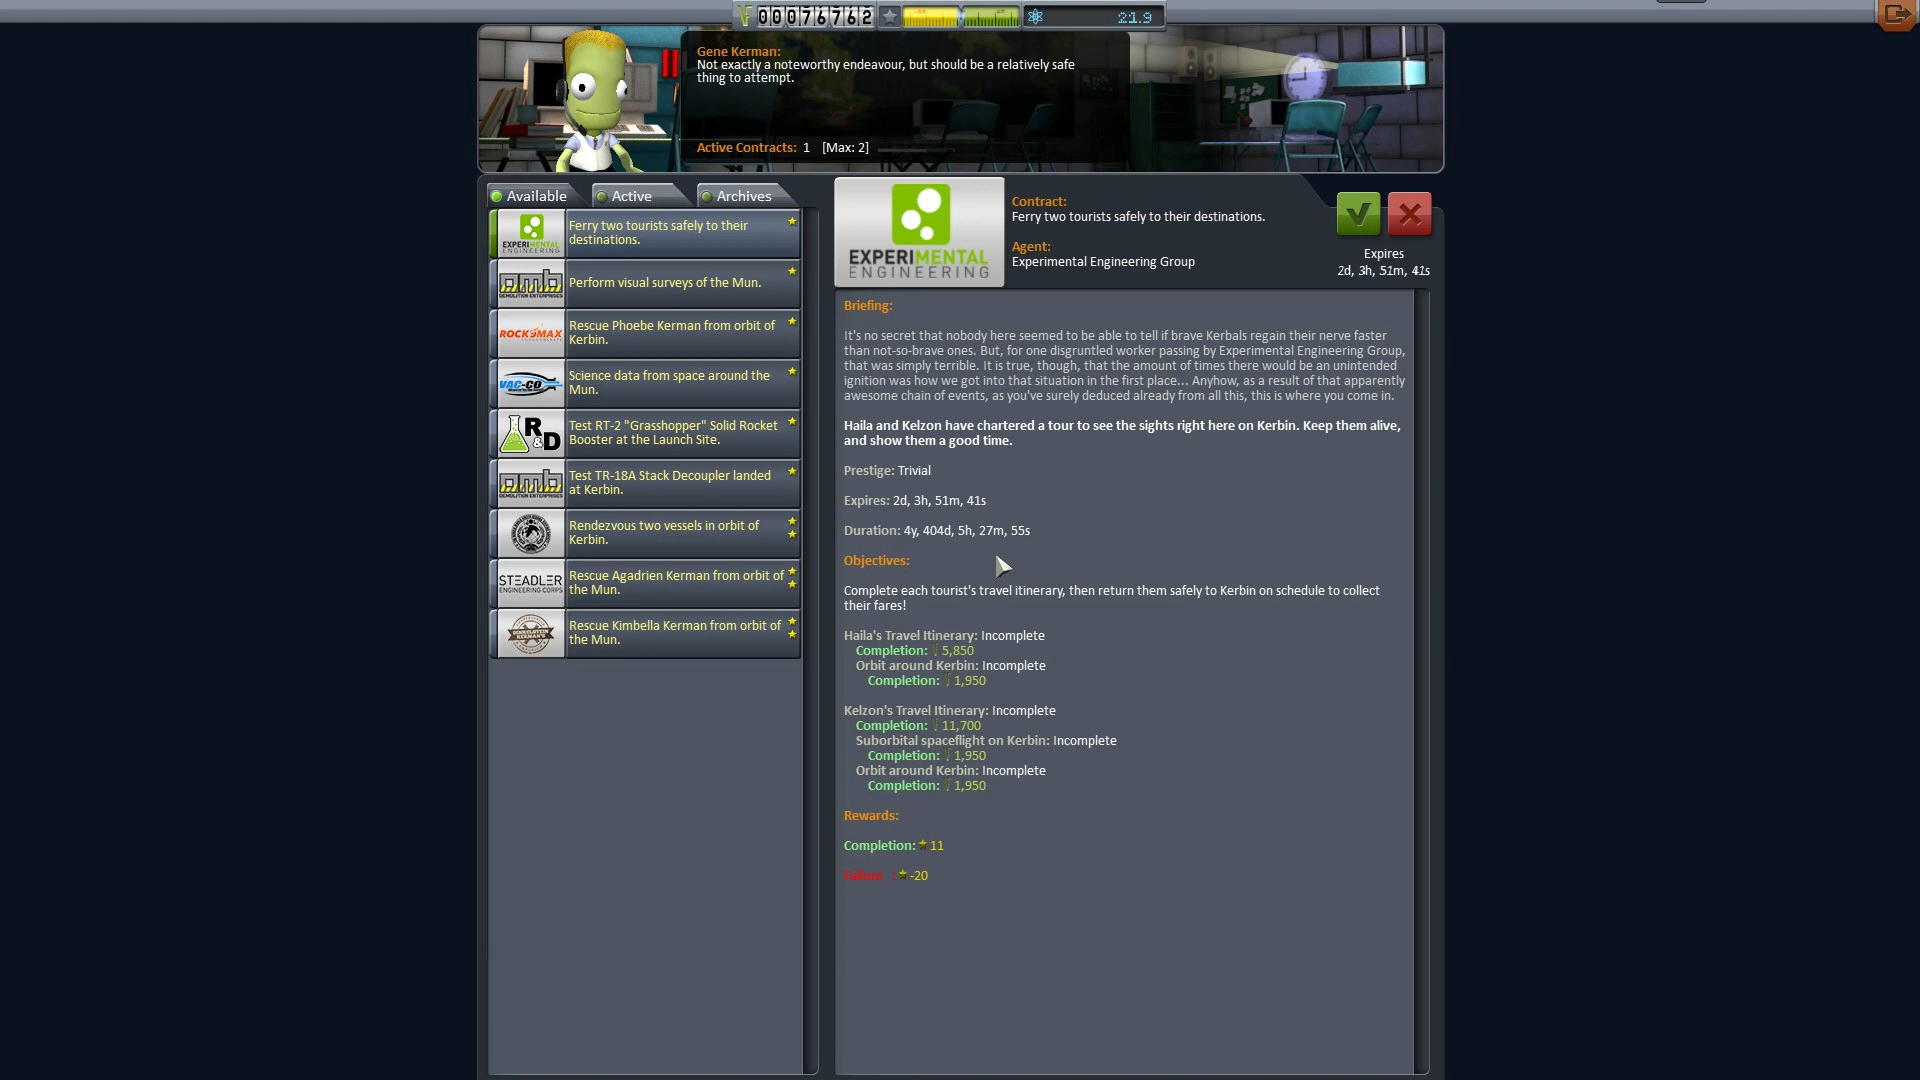 00076762
21.9
Gene Kerman:
Not exactly a noteworthy endeavour, but should be a relatively safe
thing to attempt.
Active Contracts: 1 [Max: 2]
Available
Active
Archives
EXPERIMENTAL
ENGINEERING
Ferry two tourists safely to their
destinations.
DEMOLITION ENTERPRISES
Perform visual surveys of the Mun.
ROCKOMAX
Rescue Phoebe Kerman from orbit of
Kerbin.
VAC-CO
Science data from space around the
Mun.
R&D
Test RT-2 "Grasshopper" Solid Rocket
Booster at the Launch Site.
DEMOLITION ENTERPRISES
Test TR-18A Stack Decoupler landed
at Kerbin.
Rendezvous two vessels in orbit of
Kerbin.
STEADLER
ENGINEERING CORPS
Rescue Agadrien Kerman from orbit of
the Mun.
Rescue Kimbella Kerman from orbit of
the Mun.
EXPERIMENTAL
ENGINEERING
Contract:
Ferry two tourists safely to their destinations.
Agent:
Experimental Engineering Group
Expires
2d, 3h, 51m, 41s
Briefing:
It's no secret that nobody here seemed to be able to tell if brave Kerbals regain their nerve faster
than not-so-brave ones. But, for one disgruntled worker passing by Experimental Engineering Group,
that was simply terrible. It is true, though, that the amount of times there would be an unintended
ignition was how we got into that situation in the first place... Anyhow, as a result of that apparently
awesome chain of events, as you've surely deduced already from all this, this is where you come in.
Haila and Kelzon have chartered a tour to see the sights right here on Kerbin. Keep them alive,
and show them a good time.
Prestige: Trivial
Expires: 2d, 3h, 51m, 41s
Duration: 4y, 404d, 5h, 27m, 55s
Objectives:
Complete each tourist's travel itinerary, then return them safely to Kerbin on schedule to collect
their fares!
Haila's Travel Itinerary: Incomplete
Completion: 5,850
Orbit around Kerbin: Incomplete
Completion: 1,950
Kelzon's Travel Itinerary: Incomplete
Completion: 11,700
Suborbital spaceflight on Kerbin: Incomplete
Completion: 1,950
Orbit around Kerbin: Incomplete
Completion: 1,950
Rewards:
Completion: 11
Failure : -20